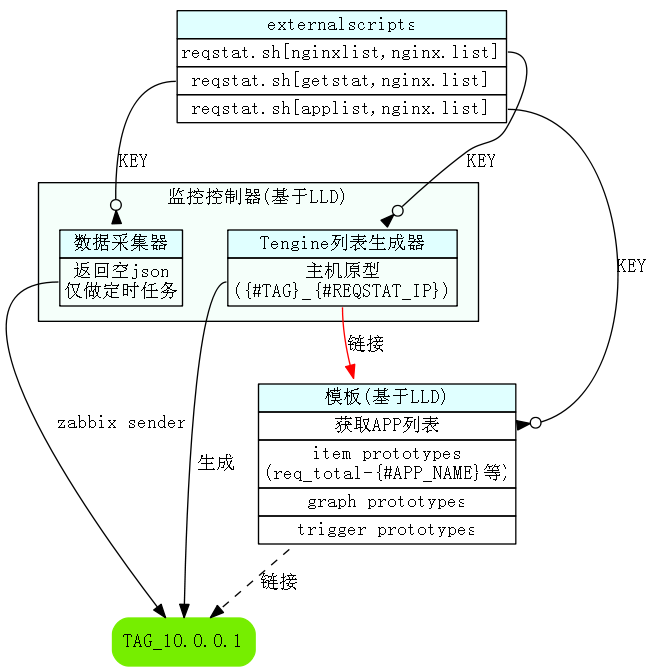 externalscripts
reqstat.sh[nginxlist,nginx.list]
reqstat.sh[getstat,nginx.list]
reqstat.sh[applist,nginx.list]
KEY
KEY
监控控制器(基于LLD)
数据采集器
返回空json
仅做定时任务
Tengine列表生成器
主机原型
({#TAG}_{#REQSTAT_IP})
KEY
链接
模板(基于LLD)
获取APP列表
item prototypes
(req_total-{#APP_NAME}等)
graph prototypes
trigger prototypes
zabbix sender
生成
链接
TAG_10.0.0.1